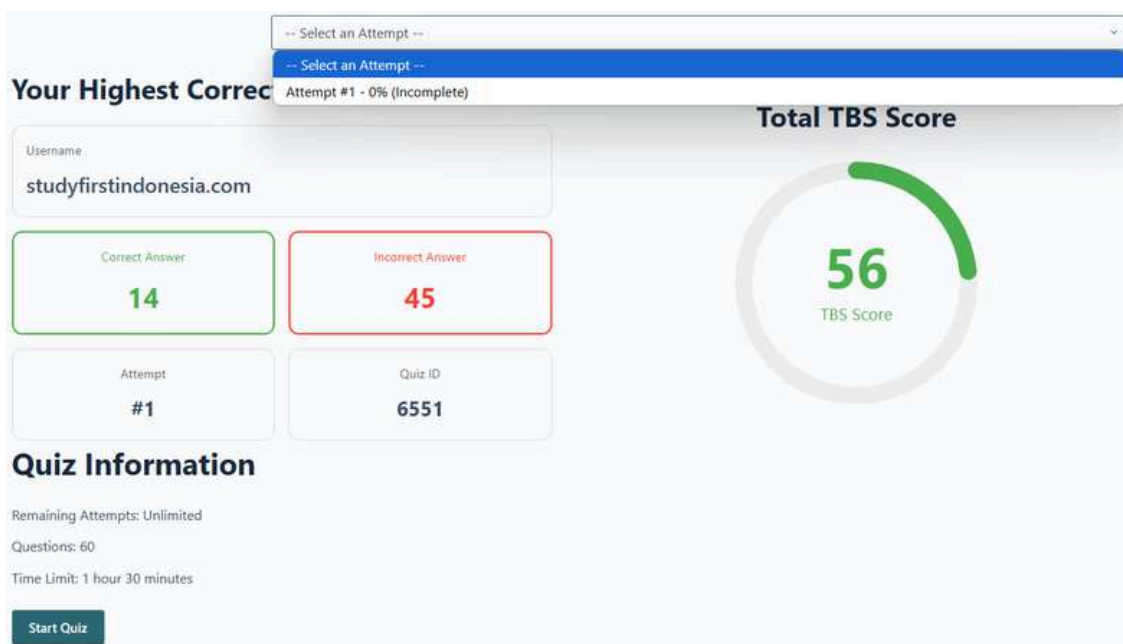 -- Select an Attempt --
-- Select an Attempt --
Attempt #1 - 0% (Incomplete)
Your Highest Correc
Total TBS Score
Username
studyfirstindonesia.com
Correct Answer
14
Incorrect Answer
45
56
TBS Score
Attempt
#1
Quiz ID
6551
Quiz Information
Remaining Attempts: Unlimited
Questions: 60
Time Limit: 1 hour 30 minutes
Start Quiz